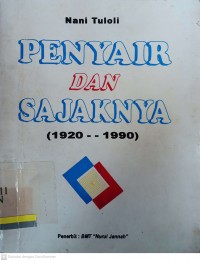 Nani Tuloli
PENYAIR
DAN
SAJAKNYA
(1920 - - 1990)
Penerbit : BMT "Nurul Jannah"